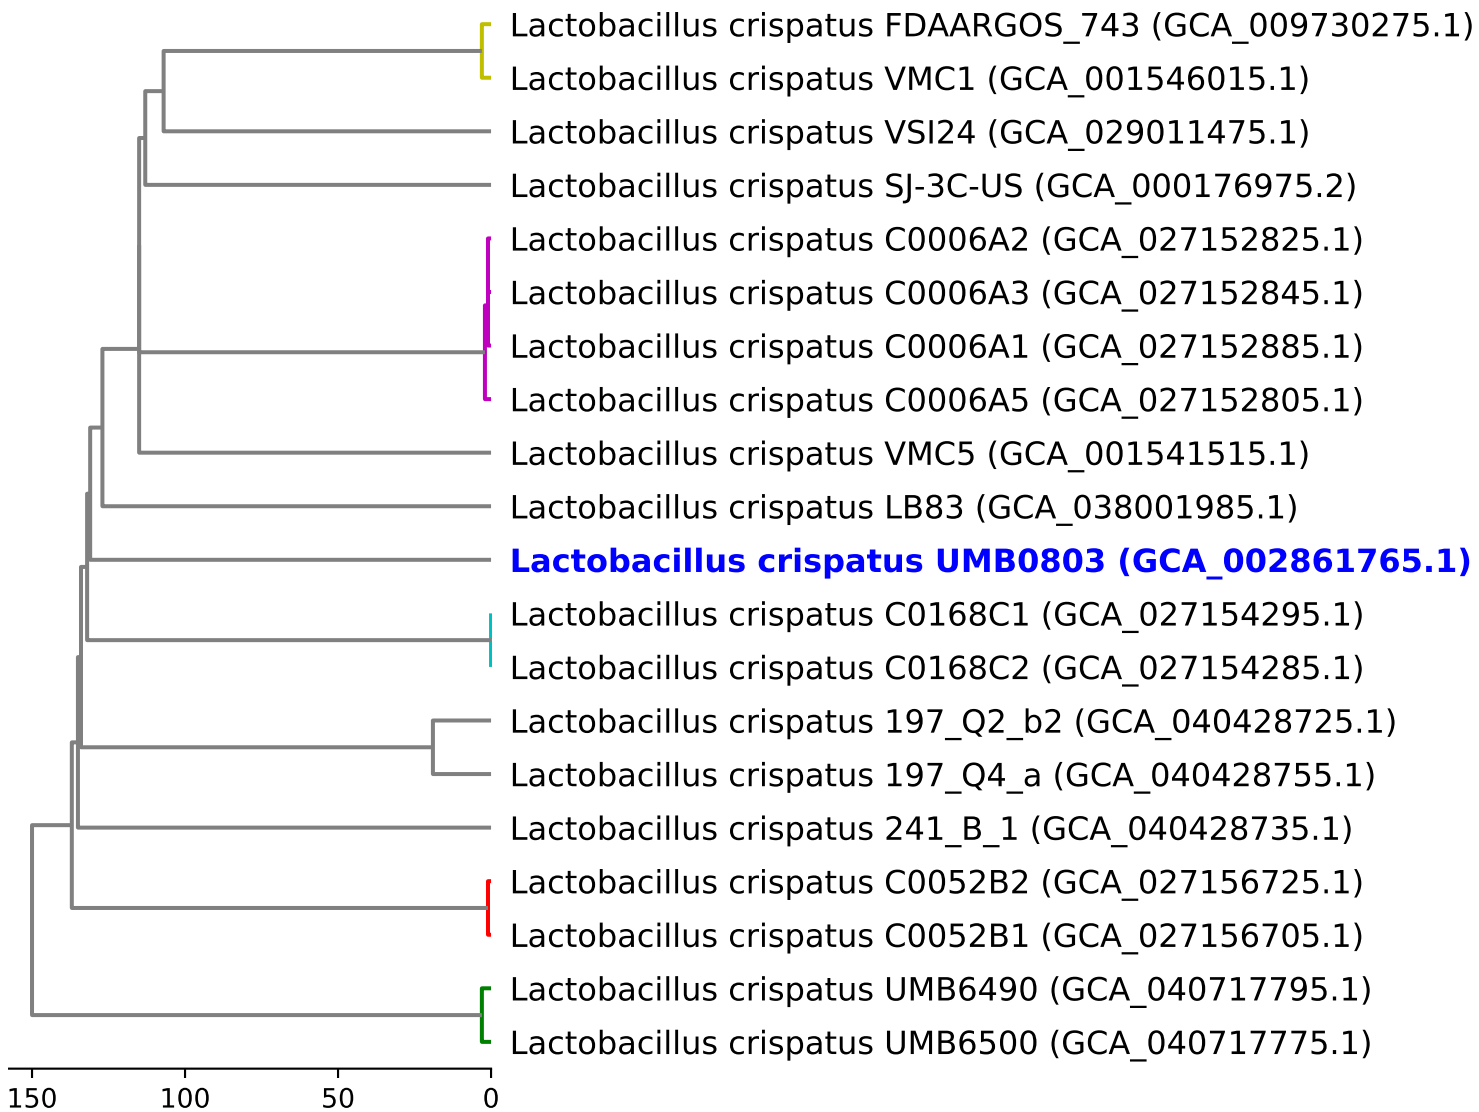 Lactobacillus crispatus FDAARGOS_743 (GCA_009730275.1)
Lactobacillus crispatus VMC1 (GCA_001546015.1)
Lactobacillus crispatus VSI24 (GCA_029011475.1)
Lactobacillus crispatus SJ-3C-US (GCA_000176975.2)
Lactobacillus crispatus C0006A2 (GCA_027152825.1)
Lactobacillus crispatus C0006A3 (GCA_027152845.1)
Lactobacillus crispatus C0006A1 (GCA_027152885.1)
Lactobacillus crispatus C0006A5 (GCA_027152805.1)
Lactobacillus crispatus VMC5 (GCA_001541515.1)
Lactobacillus crispatus LB83 (GCA_038001985.1)
Lactobacillus crispatus UMB0803 (GCA_002861765.1)
Lactobacillus crispatus C0168C1 (GCA_027154295.1)
Lactobacillus crispatus C0168C2 (GCA_027154285.1)
Lactobacillus crispatus 197_Q2_b2 (GCA_040428725.1)
Lactobacillus crispatus 197_Q4_a (GCA_040428755.1)
Lactobacillus crispatus 241_B_1 (GCA_040428735.1)
Lactobacillus crispatus C0052B2 (GCA_027156725.1)
Lactobacillus crispatus C0052B1 (GCA_027156705.1)
Lactobacillus crispatus UMB6490 (GCA_040717795.1)
Lactobacillus crispatus UMB6500 (GCA_040717775.1)
150 100 50 0